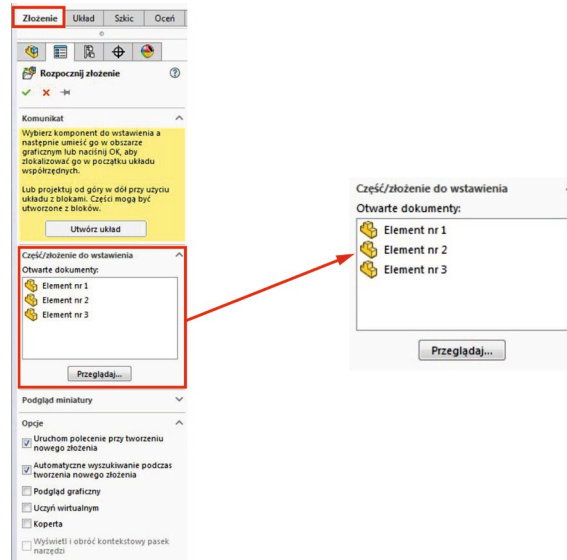 Złożenie Układ Szkic Oceń
Rozpocznij złożenie
Komunikat
Wybierz komponent do wstawienia a
następnie umieść go w obszarze
graficznym lub naciśnij OK, aby
zlokalizować go w początku układu
współrzędnych.
Lub projektuj od góry w dół przy użyciu
układu z blokami. Części mogą być
utworzone z bloków.
Utwórz układ
Część/złożenie do wstawienia
Otwarte dokumenty:
Element nr 1
Element nr 2
Element nr 3
Przeglądaj...
Podgląd miniatury
Opcje
Uruchom polecenie przy tworzeniu
nowego złożenia
Automatyczne wyszukiwanie podczas
tworzenia nowego złożenia
Podgląd graficzny
Uczyń wirtualnym
Koperta
Wyświetl i obróć kontekstowy pasek
narzędzi
Część/złożenie do wstawienia
Otwarte dokumenty:
Element nr 1
Element nr 2
Element nr 3
Przeglądaj...